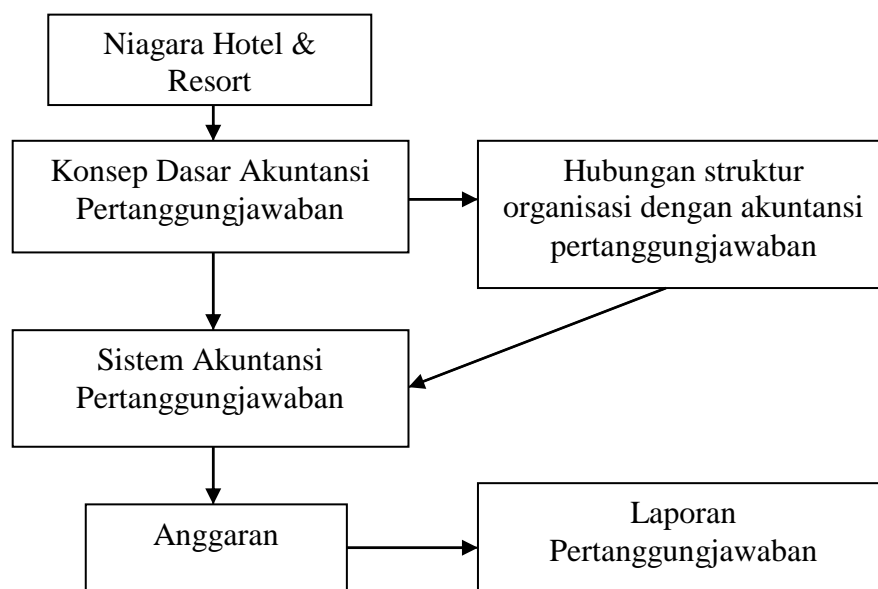 Niagara Hotel &
Resort
Konsep Dasar Akuntansi
Pertanggungjawaban
Hubungan struktur
organisasi dengan akuntansi
pertanggungjawaban
Sistem Akuntansi
Pertanggungjawaban
Anggaran
Laporan
Pertanggungjawaban